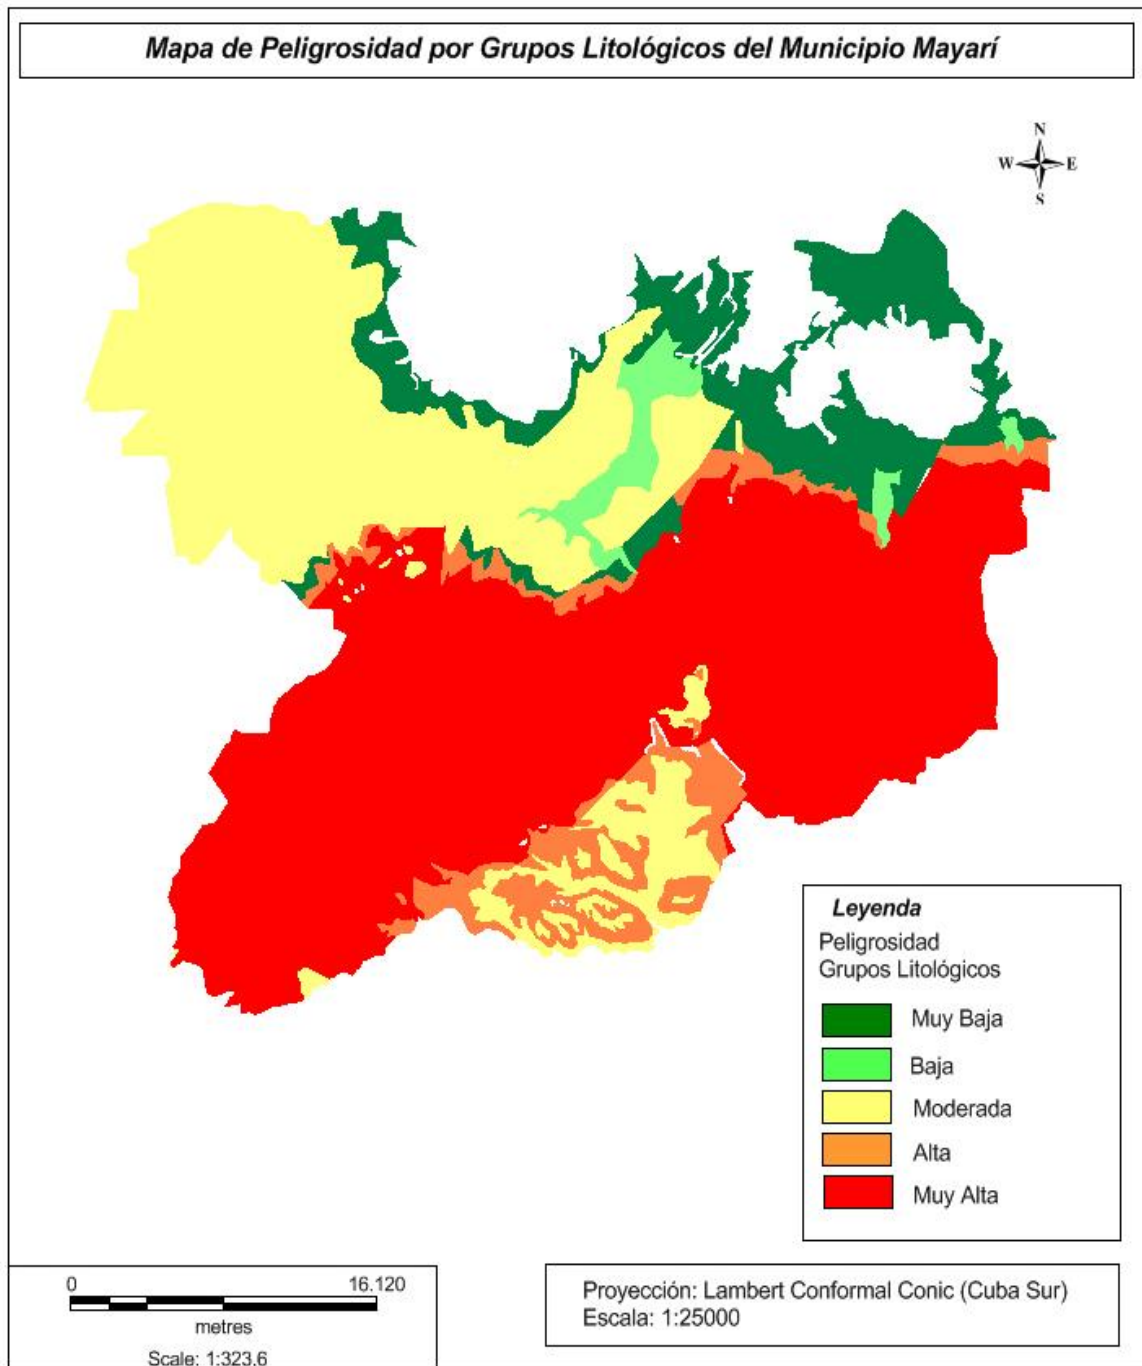 Mapa de Peligrosidad por Grupos Litológicos del Municipio Mayarí
N
W E
S
Leyenda
Peligrosidad
Grupos Litológicos
Muy Baja
Baja
Moderada
Alta
Muy Alta
0 16.120
metres
Scale: 1:323.6
Proyección: Lambert Conformal Conic (Cuba Sur)
Escala: 1:25000